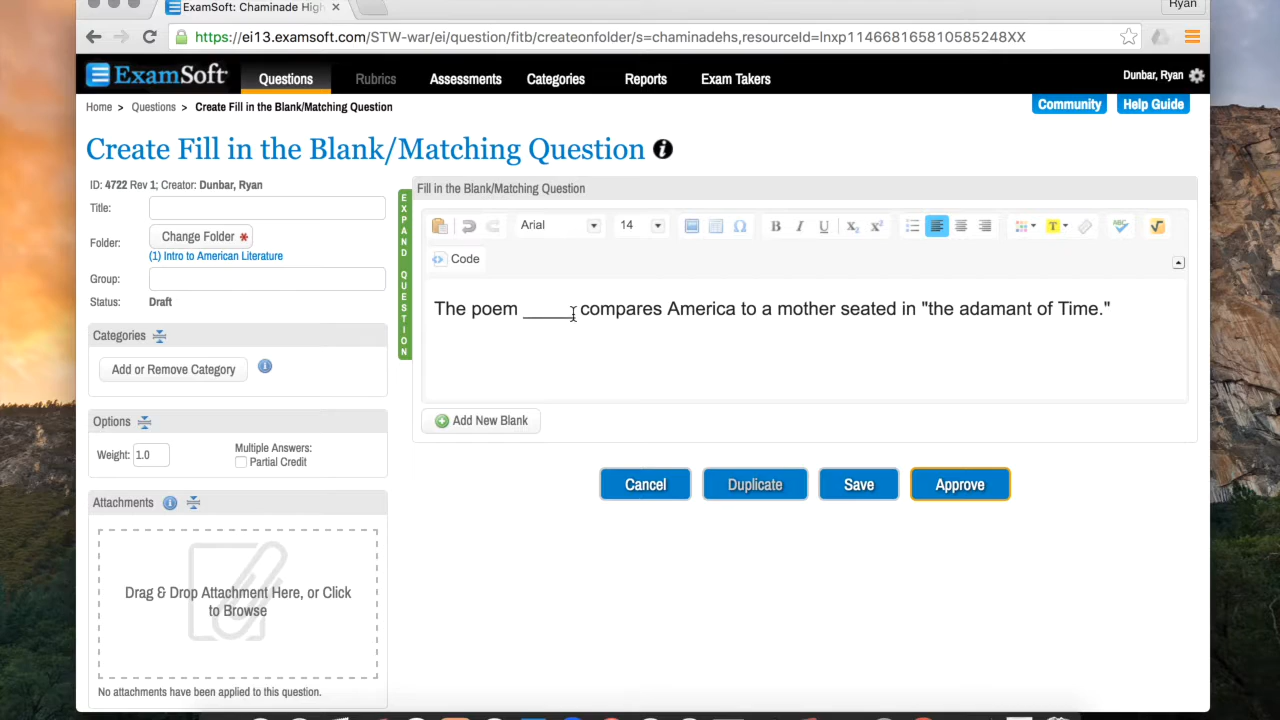 ExamSoft: Chaminade High
Ryan
https://ei13.examsoft.com/STW-war/ei/question/fitb/createonfolder/s=chaminadehs,resourceId=lnxp114668165810585248XX
ExamSoft Questions Rubrics Assessments Categories Reports Exam Takers Dunbar, Ryan
Home > Questions > Create Fill in the Blank/Matching Question
Community Help Guide
Create Fill in the Blank/Matching Question i
ID: 4722 Rev 1; Creator: Dunbar, Ryan
Title:
Folder: Change Folder *
(1) Intro to American Literature
Group:
Status: Draft
Categories
Add or Remove Category i
Options
Weight: 1.0
Multiple Answers:
Partial Credit
Attachments i
Drag & Drop Attachment Here, or Click
to Browse
No attachments have been applied to this question.
EXPAND QUESTION
Fill in the Blank/Matching Question
Arial 14 B I U X₂ X² T ABC
Code
The poem _____ compares America to a mother seated in "the adamant of Time."
Add New Blank
Cancel Duplicate Save Approve